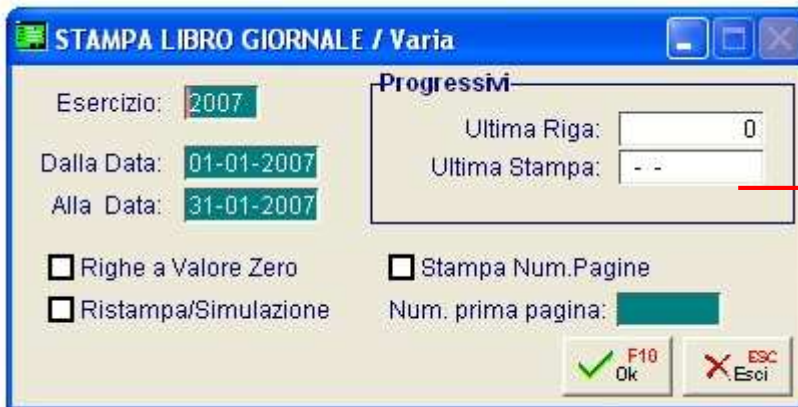 STAMPA LIBRO GIORNALE / Varia
Esercizio: 2007
Progressivi
Ultima Riga: 0
Ultima Stampa: - -
Dalla Data: 01-01-2007
Alla Data: 31-01-2007
Righe a Valore Zero
Stampa Num.Pagine
Ristampa/Simulazione
Num. prima pagina:
F10 Ok
ESC Esci